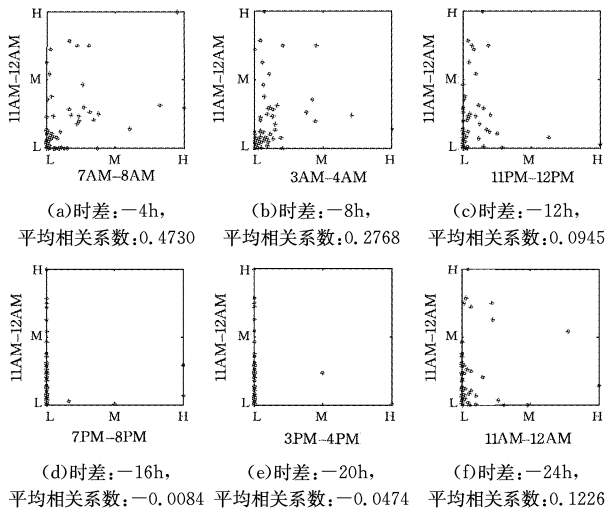 H
M
L
11AM-12AM
L M H
7AM-8AM
(a)时差:-4h,
平均相关系数:0.4730
H
M
L
11AM-12AM
L M H
3AM-4AM
(b)时差:-8h,
平均相关系数:0.2768
H
M
L
11AM-12AM
L M H
11PM-12PM
(c)时差:-12h,
平均相关系数:0.0945
H
M
L
11AM-12AM
L M H
7PM-8PM
(d)时差:-16h,
平均相关系数:-0.0084
H
M
L
11AM-12AM
L M H
3PM-4PM
(e)时差:-20h,
平均相关系数:-0.0474
H
M
L
11AM-12AM
L M H
11AM-12AM
(f)时差:-24h,
平均相关系数:0.1226